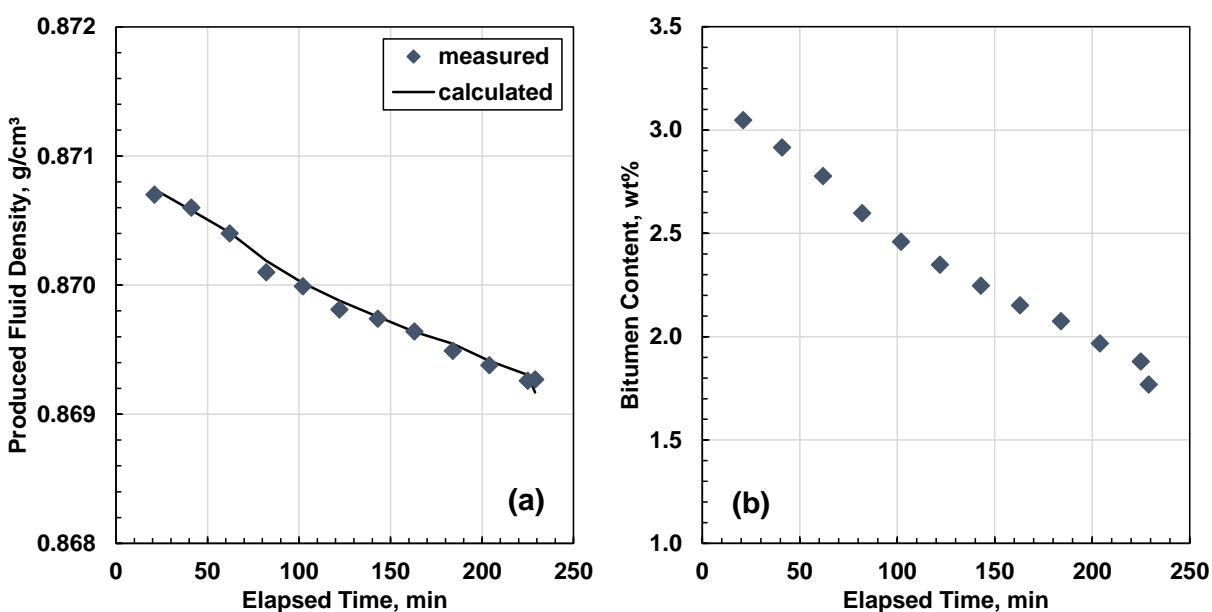 0.872
0.871
0.870
0.869
0.868
Produced Fluid Density, g/cm³
measured
calculated
(a)
0
50
100
150
200
250
Elapsed Time, min
3.5
3.0
2.5
2.0
1.5
1.0
Bitumen Content, wt%
(b)
0
50
100
150
200
250
Elapsed Time, min